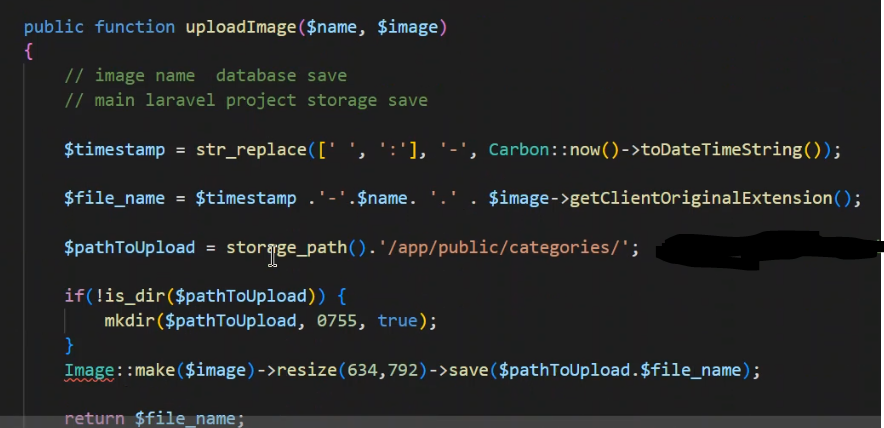 public function uploadImage($name, $image)
{
// image name  database save
// main laravel project storage save
$timestamp = str_replace([' ', ':'], '-', Carbon::now()->toDateTimeString());
$file_name = $timestamp .'-'.$name. '.' . $image->getClientOriginalExtension();
$pathToUpload = storage_path().'/app/public/categories/';
if(!is_dir($pathToUpload)) {
mkdir($pathToUpload, 0755, true);
}
Image::make($image)->resize(634,792)->save($pathToUpload.$file_name);
return $file_name;